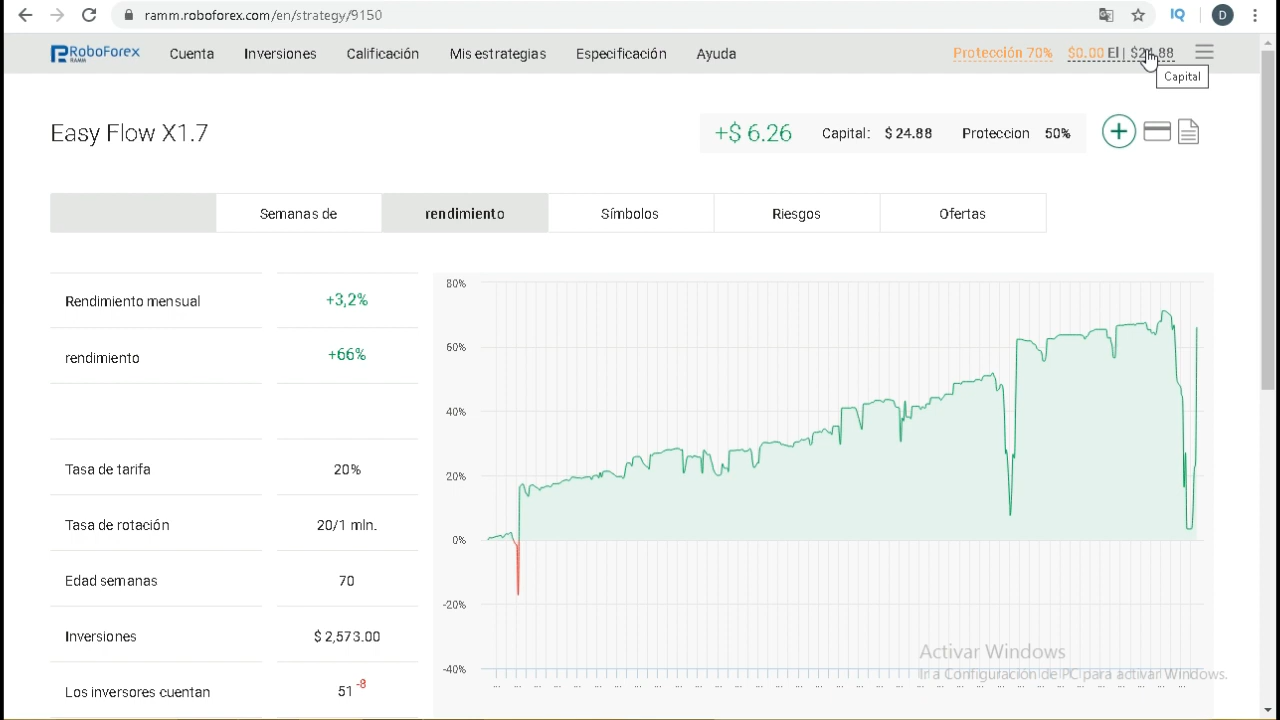 ramm.roboforex.com/en/strategy/9150
IQ
D
RoboForex
RAMM
Cuenta Inversiones Calificación Mis estrategias Especificación Ayuda
Protección 70% $0.00 El | $24.88
Capital
Easy Flow X1.7
+$ 6.26 Capital: $ 24.88 Proteccion 50%
Semanas de rendimiento Símbolos Riesgos Ofertas
Rendimiento mensual +3,2%
rendimiento +66%
Tasa de tarifa 20%
Tasa de rotación 20/1 mln.
Edad semanas 70
Inversiones $ 2,573.00
Los inversores cuentan 51 -8
80%
60%
40%
20%
0%
-20%
-40%
Activar Windows
Ir a Configuración de PC para activar Windows.